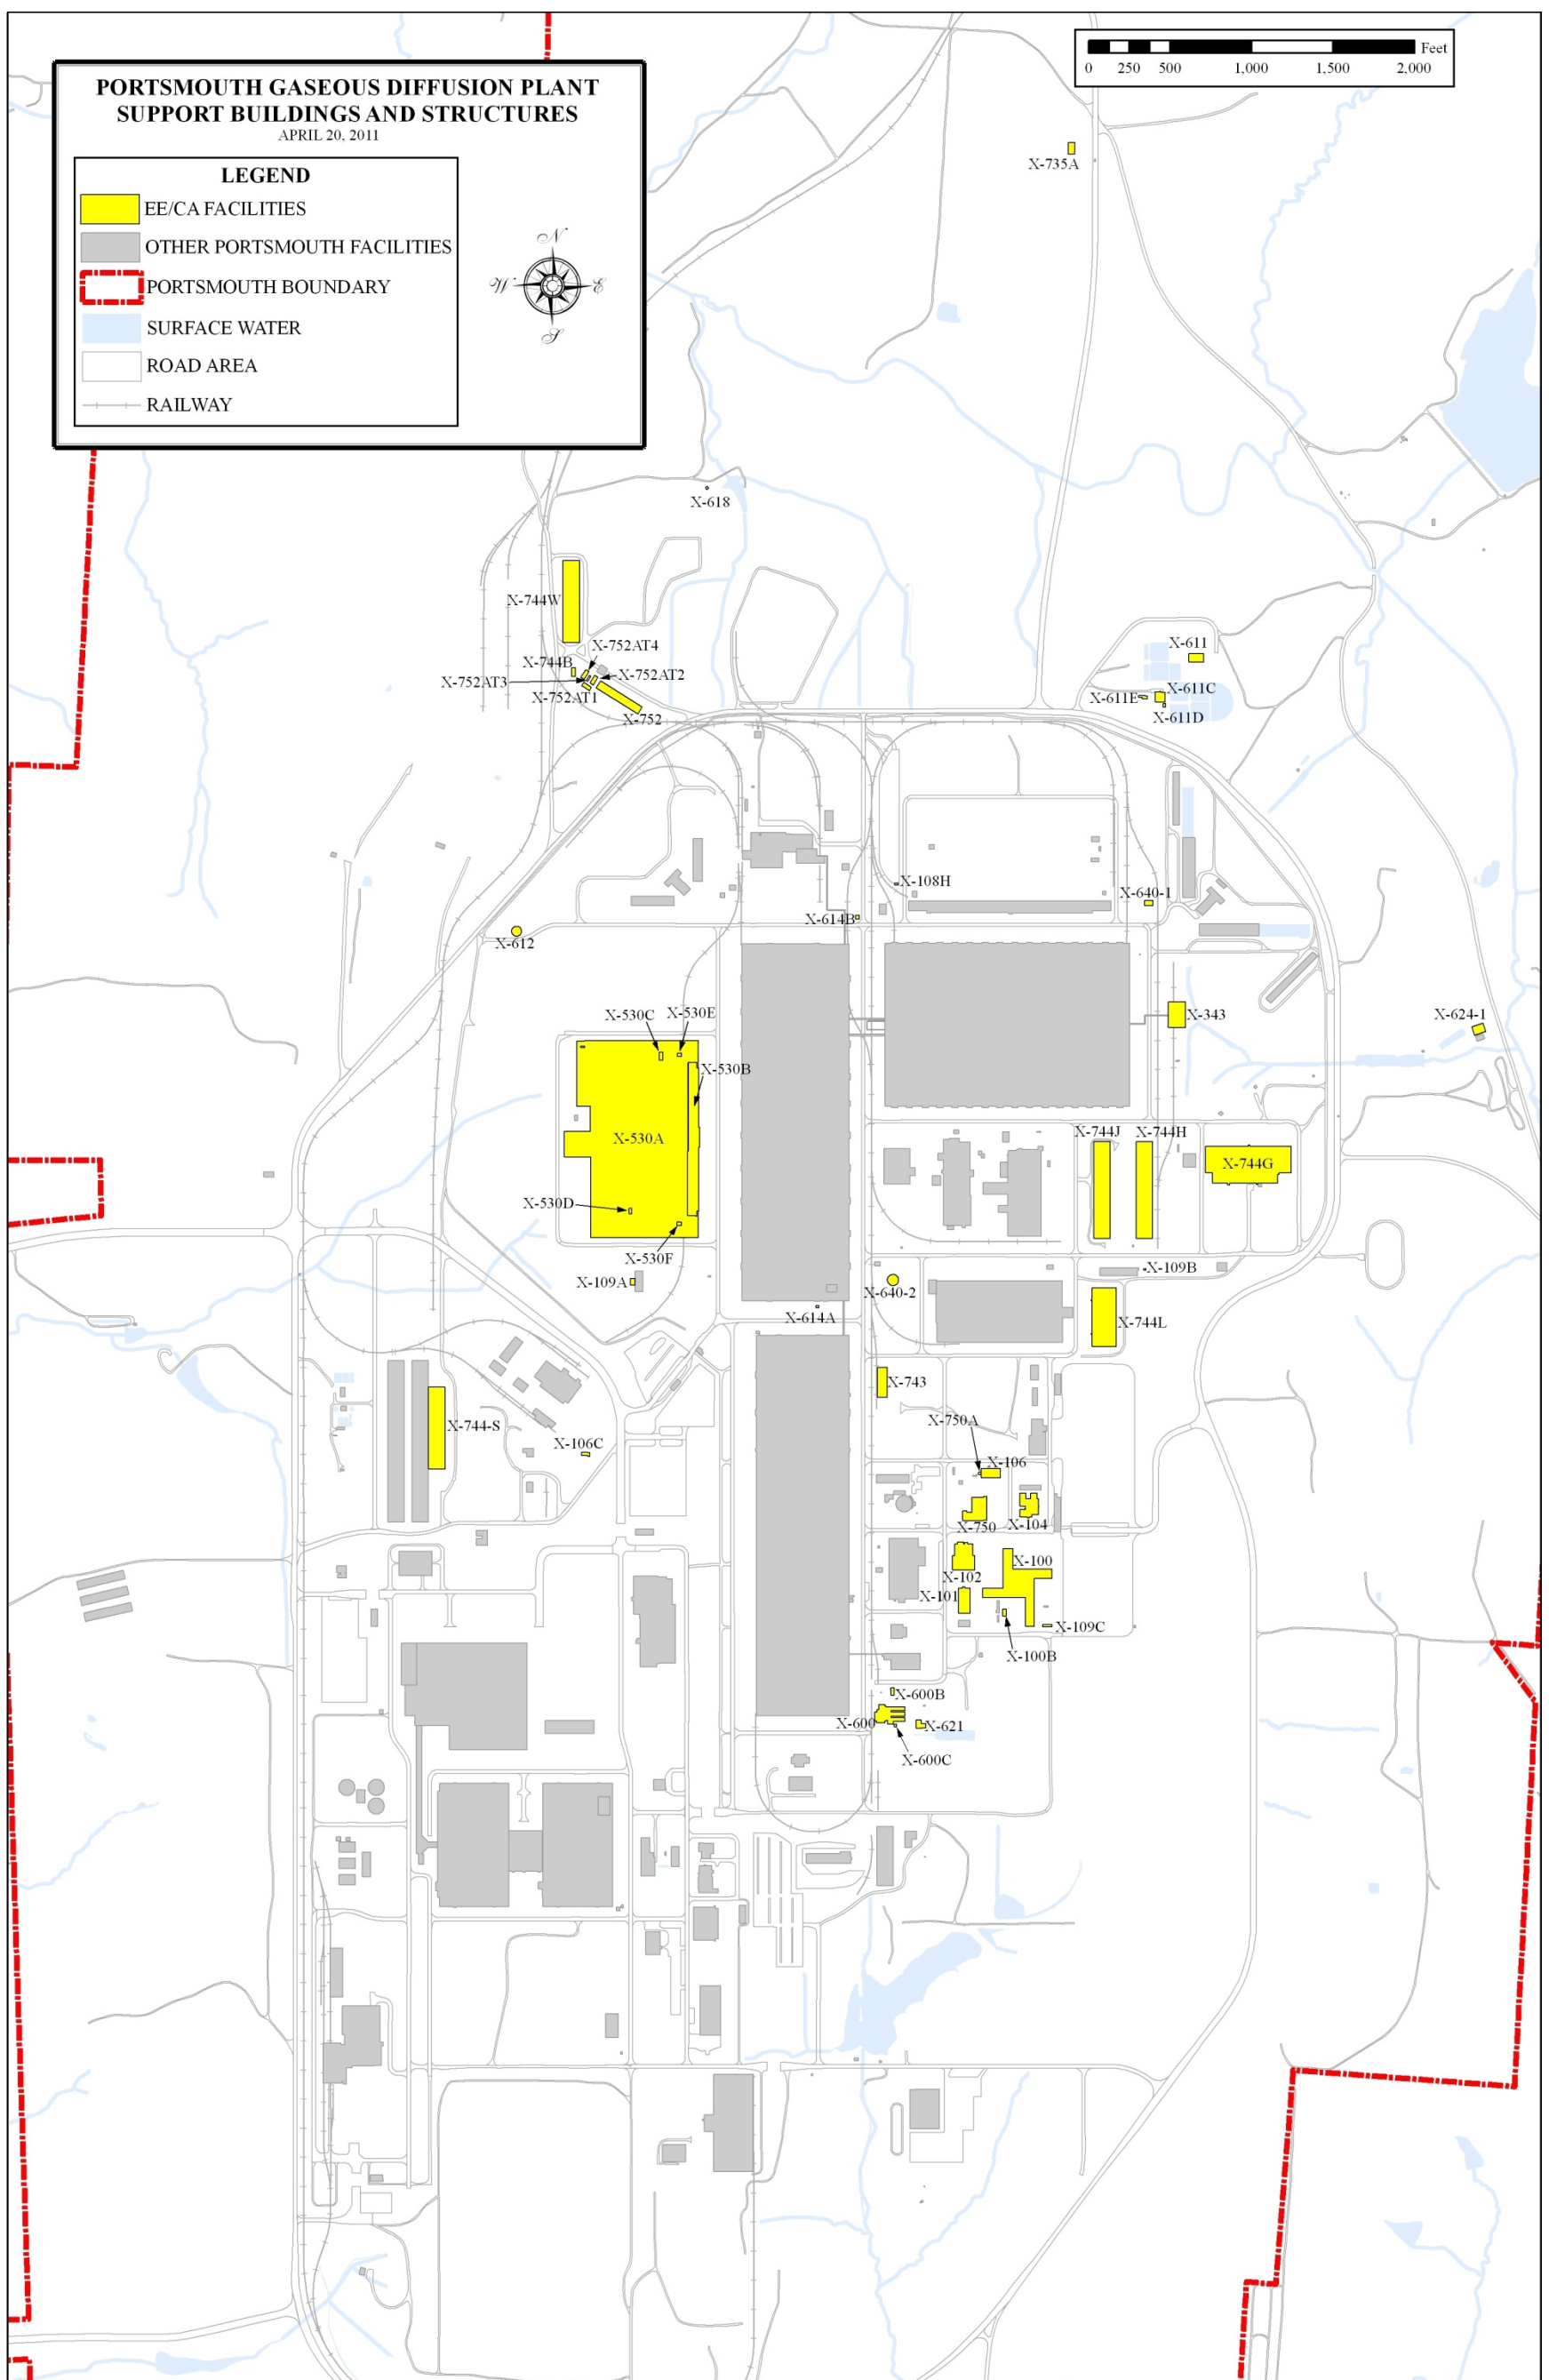 PORTSMOUTH GASEOUS DIFFUSION PLANT
SUPPORT BUILDINGS AND STRUCTURES
APRIL 20, 2011
LEGEND
EE/CA FACILITIES
OTHER PORTSMOUTH FACILITIES
PORTSMOUTH BOUNDARY
SURFACE WATER
ROAD AREA
RAILWAY
N
W
E
S
Feet
0 250 500 1,000 1,500 2,000
X-735A
X-618
X-744W
X-752AT4
X-744B
X-752AT2
X-752AT3
X-752AT1
X-752
X-611
X-611C
X-611E
X-611D
X-108H
X-640-1
X-614B
X-612
X-530C
X-530E
X-343
X-624-1
X-530B
X-530A
X-744J
X-744H
X-744G
X-530D
X-530F
X-109A
X-109B
X-640-2
X-614A
X-744L
X-743
X-744-S
X-750A
X-106C
X-106
X-750
X-104
X-100
X-102
X-101
X-109C
X-100B
X-600B
X-600
X-621
X-600C